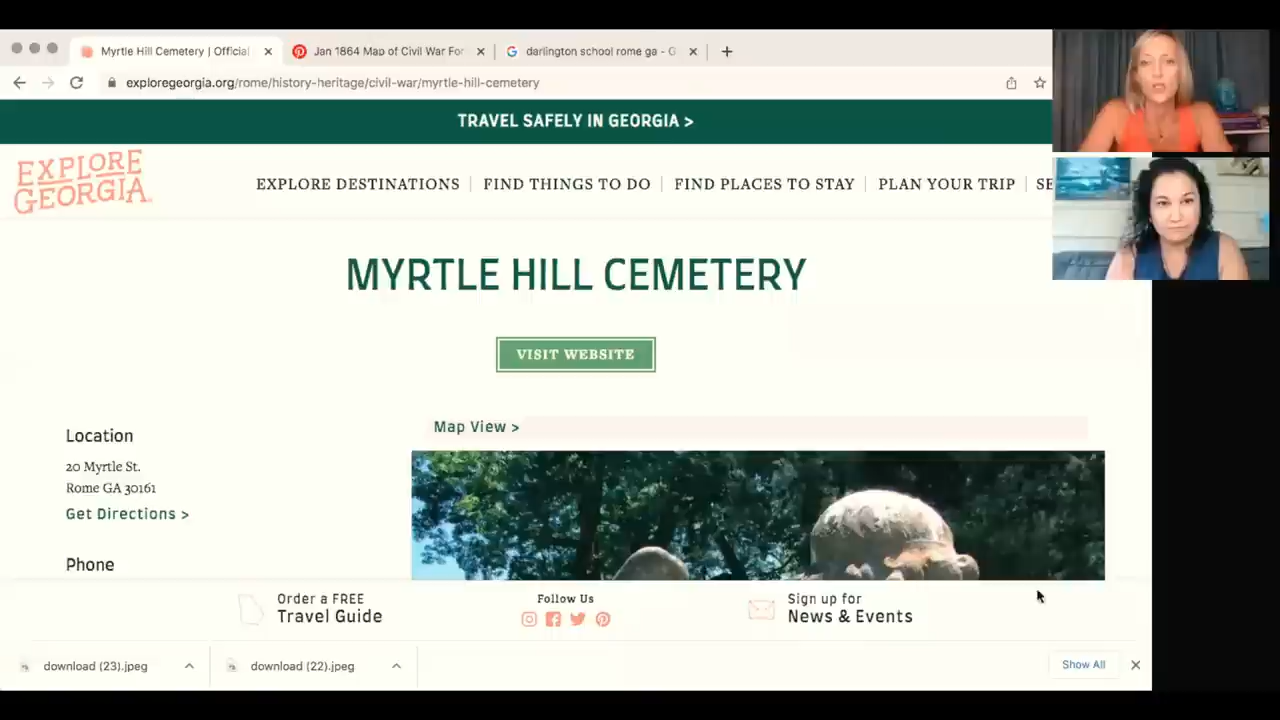 Myrtle Hill Cemetery | Official
Jan 1864 Map of Civil War For
darlington school rome ga - G
exploregeorgia.org/rome/history-heritage/civil-war/myrtle-hill-cemetery
TRAVEL SAFELY IN GEORGIA >
EXPLORE
GEORGIA
EXPLORE DESTINATIONS
FIND THINGS TO DO
FIND PLACES TO STAY
PLAN YOUR TRIP
SE
MYRTLE HILL CEMETERY
VISIT WEBSITE
Location
20 Myrtle St.
Rome GA 30161
Get Directions >
Phone
Map View >
Order a FREE
Travel Guide
Follow Us
Sign up for
News & Events
download (23).jpeg
download (22).jpeg
Show All